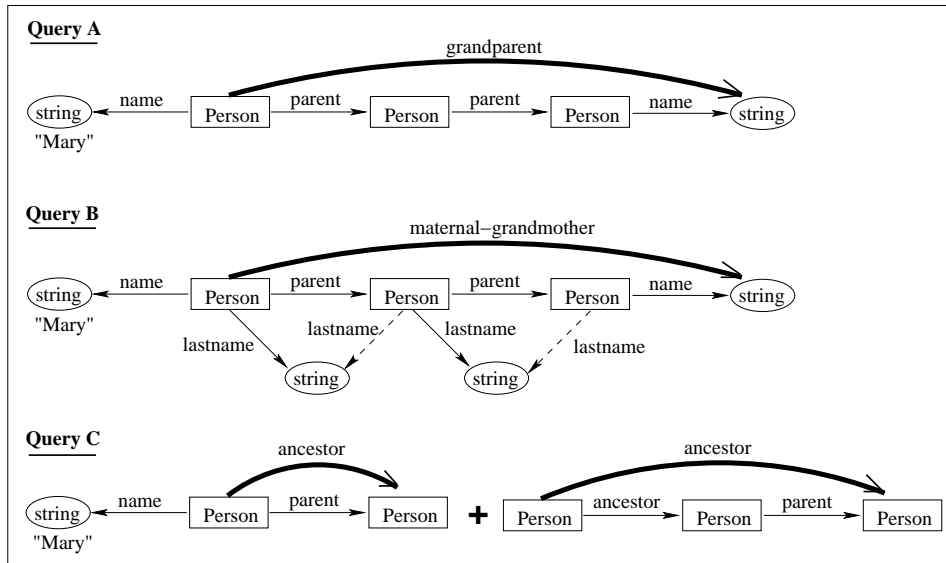 Query A
grandparent
name
parent
parent
name
string
Person
Person
Person
string
"Mary"
Query B
maternal-grandmother
name
parent
parent
name
string
Person
Person
Person
string
"Mary"
lastname
lastname
lastname
lastname
string
string
Query C
ancestor
ancestor
name
parent
ancestor
parent
string
Person
Person
+
Person
Person
Person
"Mary"